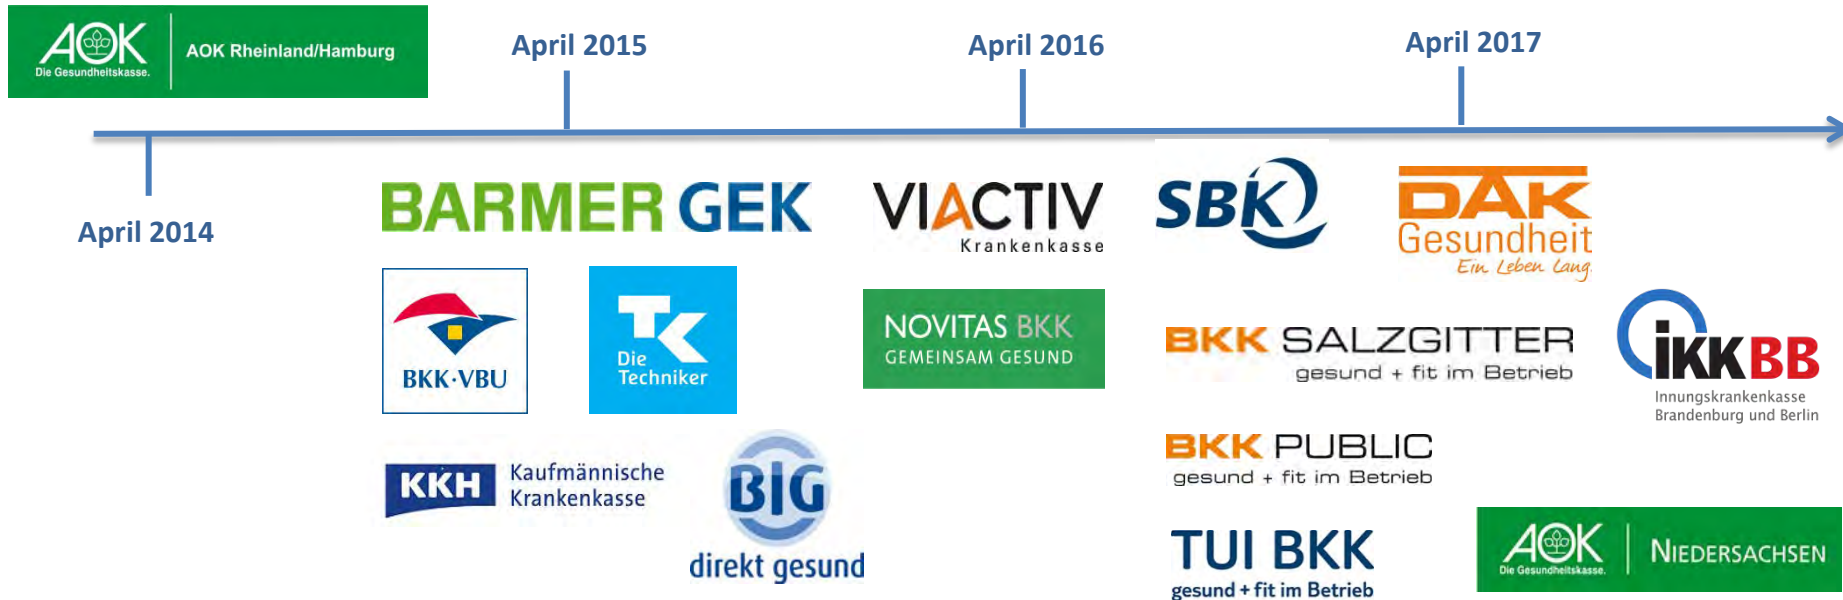 AOK
Die Gesundheitskasse.
AOK Rheinland/Hamburg
April 2015
April 2016
April 2017
April 2014
BARMER GEK
VIACTIV
Krankenkasse
SBK
DAK
Gesundheit
Ein Leben lang.
BKK·VBU
TK
Die
Techniker
NOVITAS BKK
GEMEINSAM GESUND
BKK SALZGITTER
gesund + fit im Betrieb
iKKBB
Innungskrankenkasse
Brandenburg und Berlin
BKK PUBLIC
gesund + fit im Betrieb
KKH
Kaufmännische
Krankenkasse
BIG
direkt gesund
TUI BKK
gesund + fit im Betrieb
AOK
Die Gesundheitskasse.
NIEDERSACHSEN